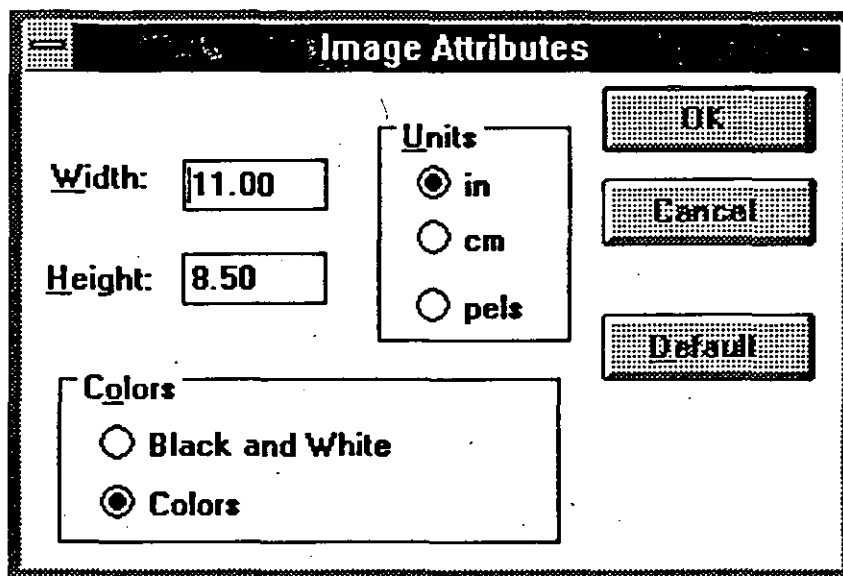 Image Attributes
Width: 11.00
Height: 8.50
Units
in
cm
pels
OK
Cancel
Default
Colors
Black and White
Colors